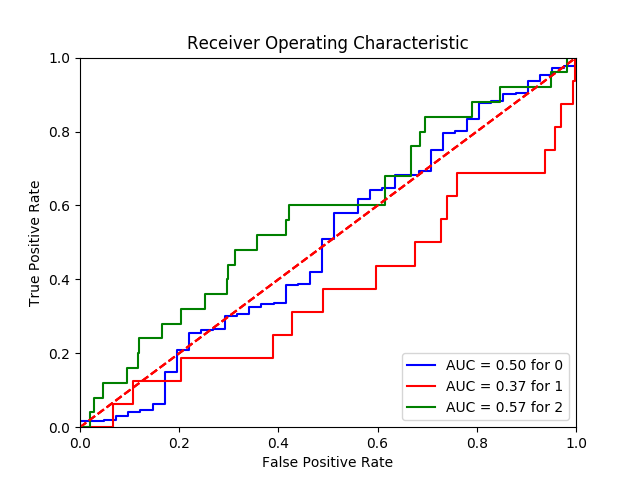 Receiver Operating Characteristic
True Positive Rate
1.0
0.8
0.6
0.4
0.2
0.0
AUC = 0.50 for 0
AUC = 0.37 for 1
AUC = 0.57 for 2
0.0 0.2 0.4 0.6 0.8 1.0
False Positive Rate